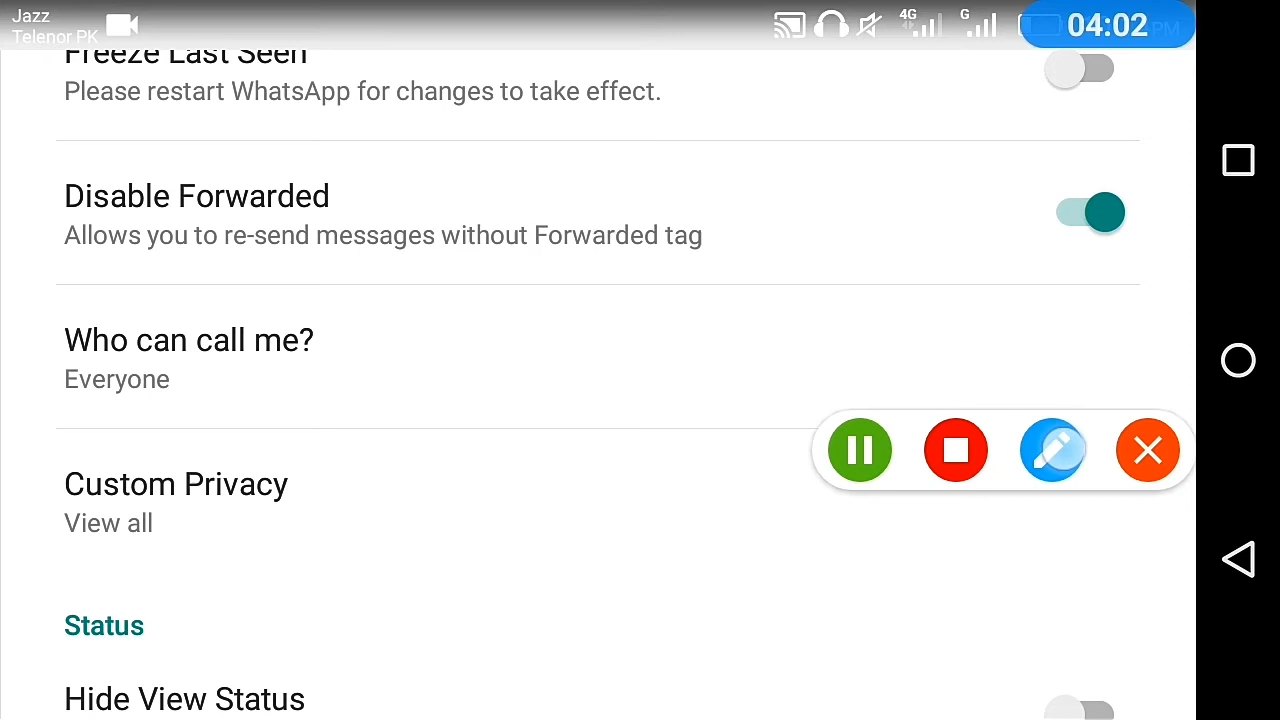 Jazz
Telenor PK
4G
G
04:02
PM
Freeze Last Seen
Please restart WhatsApp for changes to take effect.
Disable Forwarded
Allows you to re-send messages without Forwarded tag
Who can call me?
Everyone
Custom Privacy
View all
Status
Hide View Status